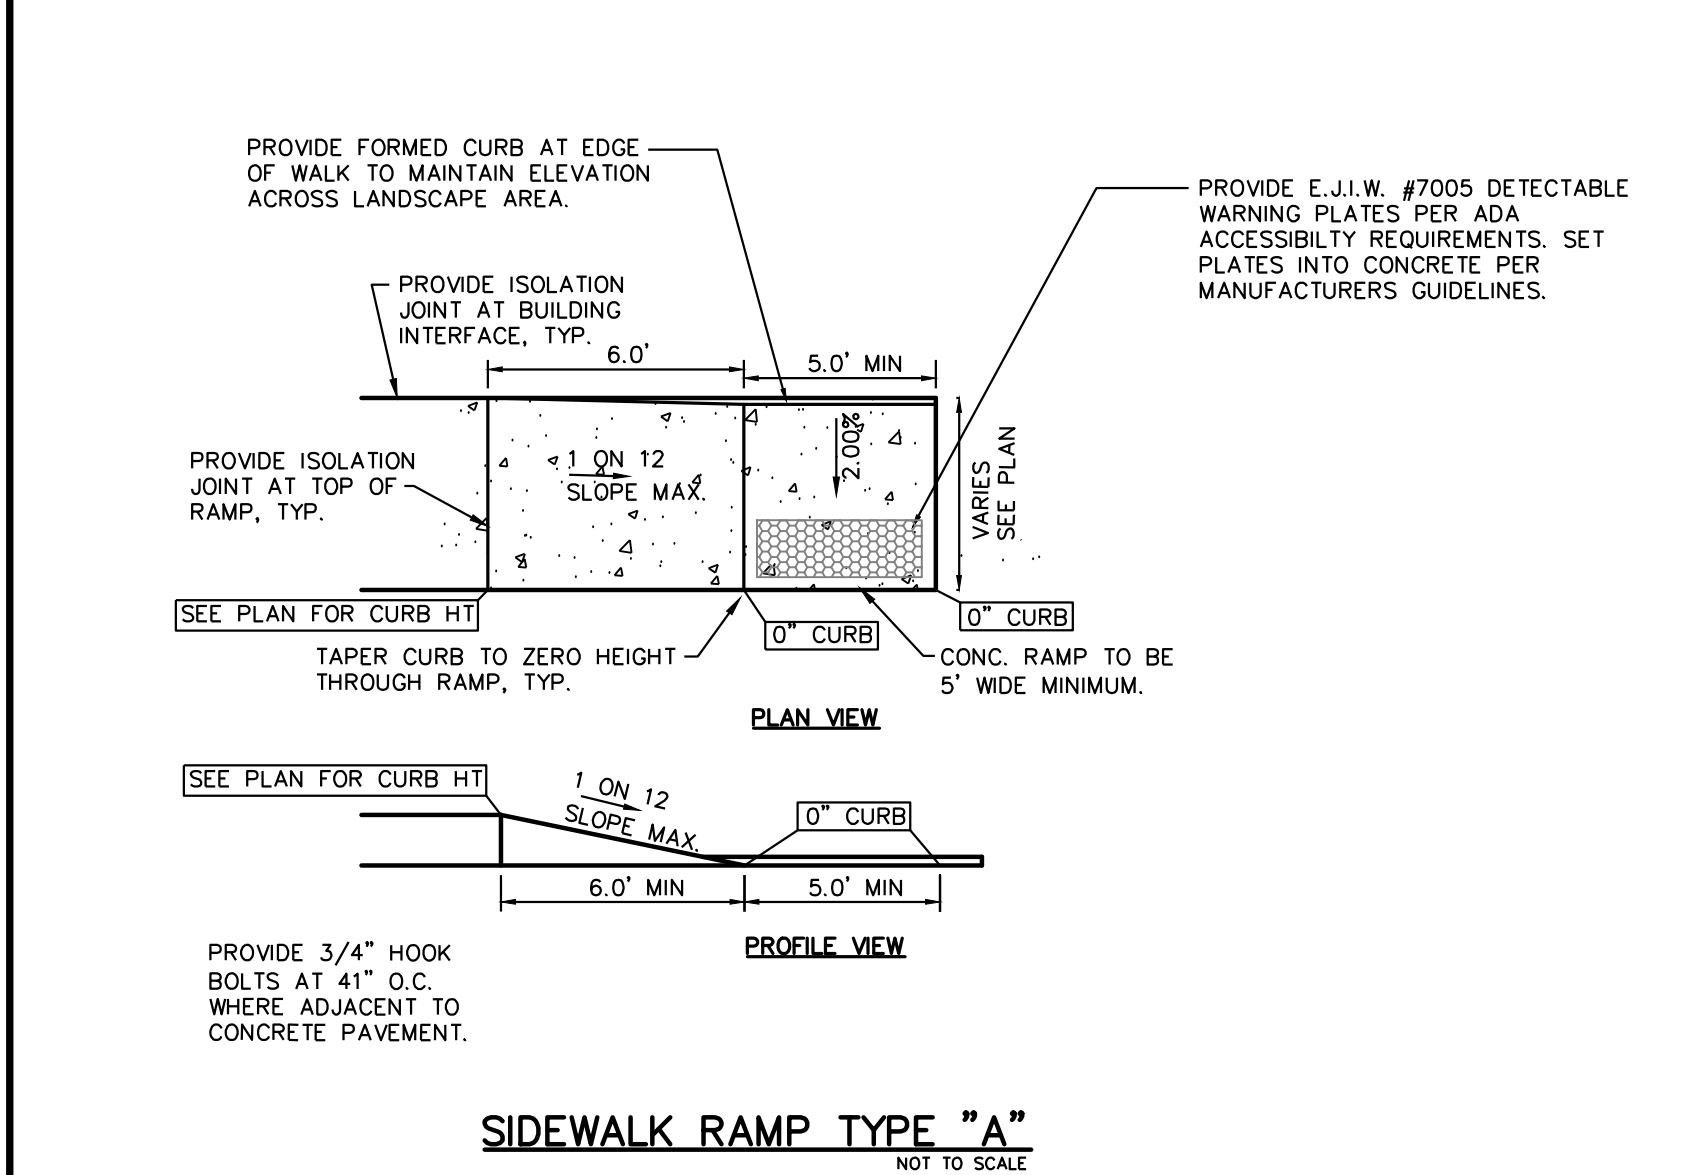 PROVIDE FORMED CURB AT EDGE
OF WALK TO MAINTAIN ELEVATION
ACROSS LANDSCAPE AREA.
PROVIDE E.J.I.W. #7005 DETECTABLE
WARNING PLATES PER ADA
ACCESSIBILTY REQUIREMENTS. SET
PLATES INTO CONCRETE PER
MANUFACTURERS GUIDELINES.
PROVIDE ISOLATION
JOINT AT BUILDING
INTERFACE, TYP.
6.0'
5.0' MIN
PROVIDE ISOLATION
JOINT AT TOP OF
RAMP, TYP.
1 ON 12
SLOPE MAX.
2.00%
VARIES
SEE PLAN
SEE PLAN FOR CURB HT
0" CURB
0" CURB
TAPER CURB TO ZERO HEIGHT
THROUGH RAMP, TYP.
CONC. RAMP TO BE
5' WIDE MINIMUM.
PLAN VIEW
SEE PLAN FOR CURB HT
1 ON 12
SLOPE MAX.
0" CURB
6.0' MIN
5.0' MIN
PROFILE VIEW
PROVIDE 3/4" HOOK
BOLTS AT 41" O.C.
WHERE ADJACENT TO
CONCRETE PAVEMENT.
SIDEWALK RAMP TYPE "A"
NOT TO SCALE